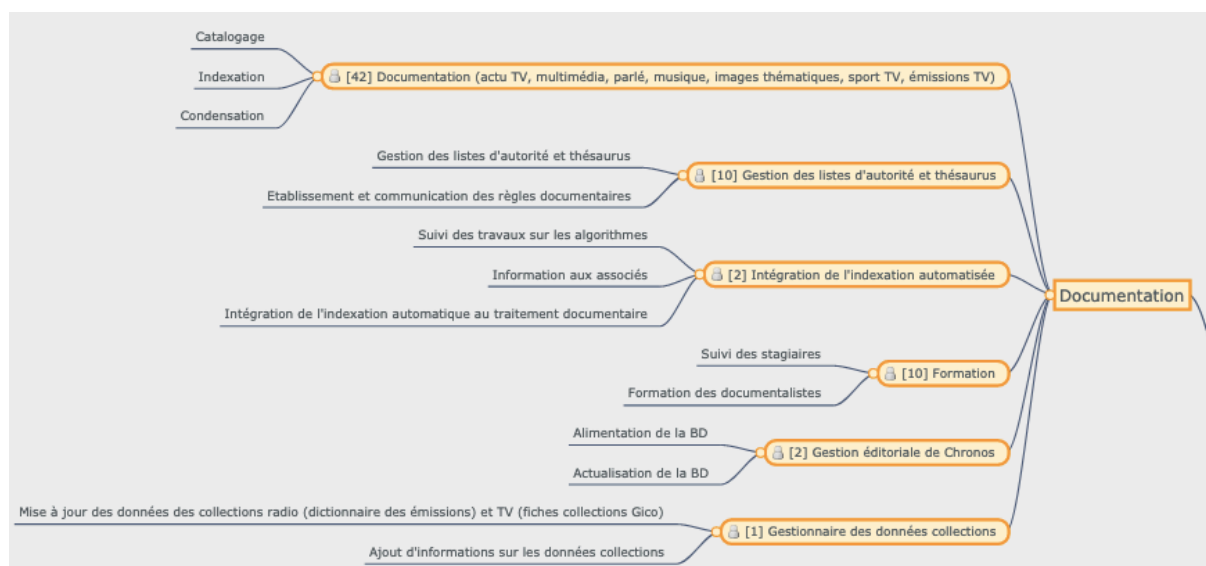 Catalogage
[42] Documentation (actu TV, multimédia, parlé, musique, images thématiques, sport TV, émissions TV)
Indexation
Condensation
Gestion des listes d'autorité et thésaurus
[10] Gestion des listes d'autorité et thésaurus
Etablissement et communication des règles documentaires
Suivi des travaux sur les algorithmes
Information aux associés
[2] Intégration de l'indexation automatisée
Documentation
Intégration de l'indexation automatique au traitement documentaire
Suivi des stagiaires
[10] Formation
Formation des documentalistes
Alimentation de la BD
[2] Gestion éditoriale de Chronos
Actualisation de la BD
Mise à jour des données des collections radio (dictionnaire des émissions) et TV (fiches collections Gico)
[1] Gestionnaire des données collections
Ajout d'informations sur les données collections